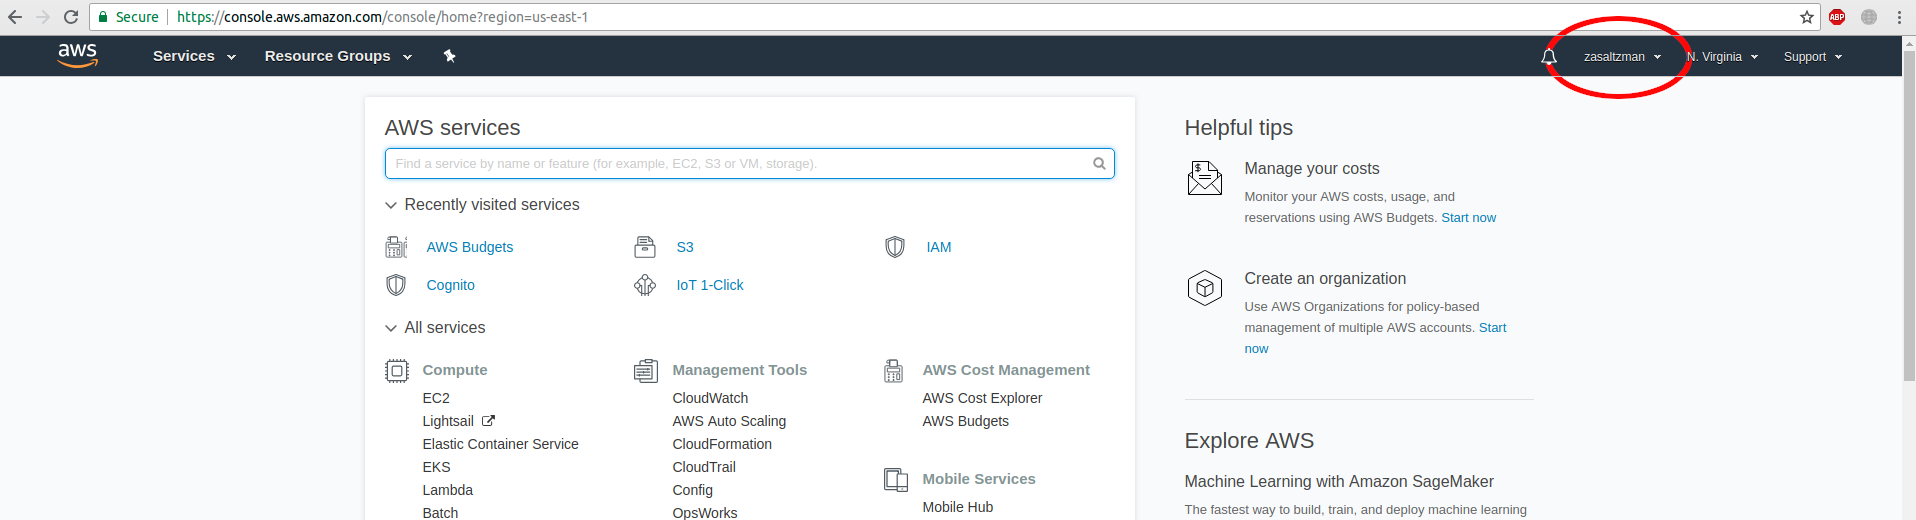 Secure https://console.aws.amazon.com/console/home?region=us-east-1
ABP
aws Services Resource Groups zasaltzman N. Virginia Support
AWS services
Find a service by name or feature (for example, EC2, S3 or VM, storage).
Recently visited services
AWS Budgets S3 IAM
Cognito IoT 1-Click
All services
Compute
EC2
Lightsail
Elastic Container Service
EKS
Lambda
Batch
Management Tools
CloudWatch
AWS Auto Scaling
CloudFormation
CloudTrail
Config
OpsWorks
AWS Cost Management
AWS Cost Explorer
AWS Budgets
Mobile Services
Mobile Hub
Helpful tips
$
Manage your costs
Monitor your AWS costs, usage, and
reservations using AWS Budgets. Start now
Create an organization
Use AWS Organizations for policy-based
management of multiple AWS accounts. Start
now
Explore AWS
Machine Learning with Amazon SageMaker
The fastest way to build, train, and deploy machine learning